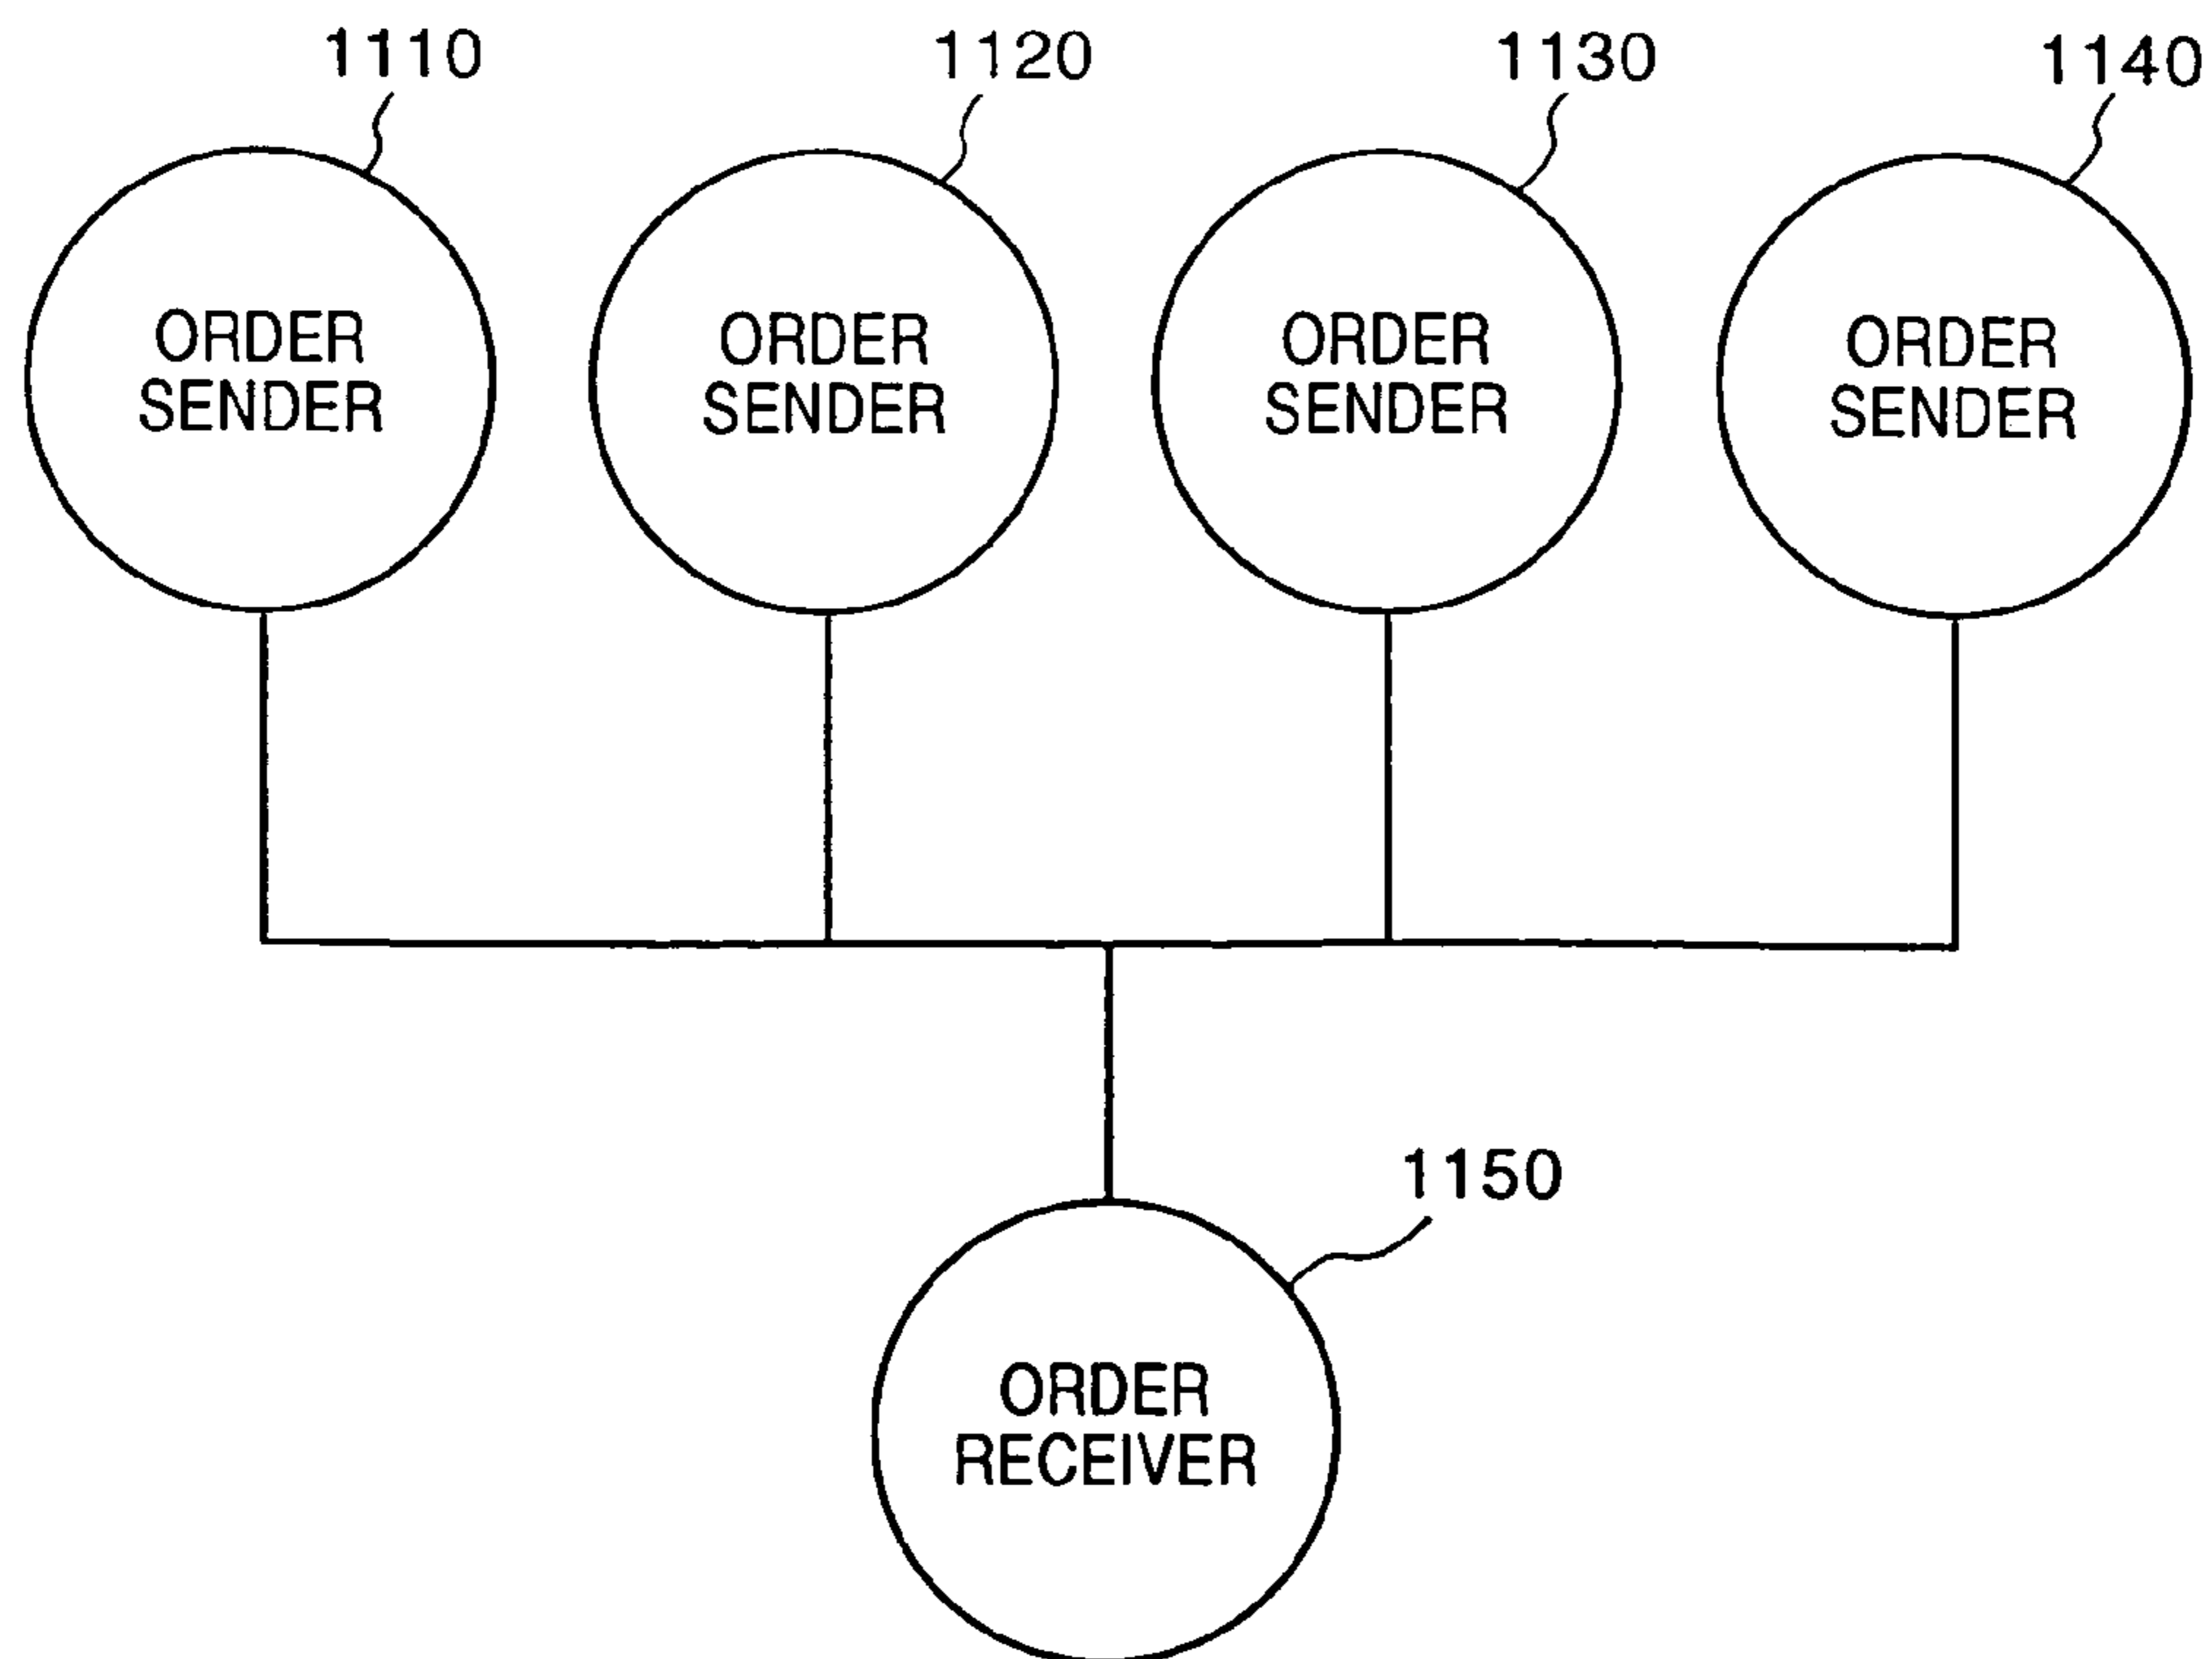 1110
1120
1130
1140
ORDER
SENDER
ORDER
SENDER
ORDER
SENDER
ORDER
SENDER
1150
ORDER
RECEIVER